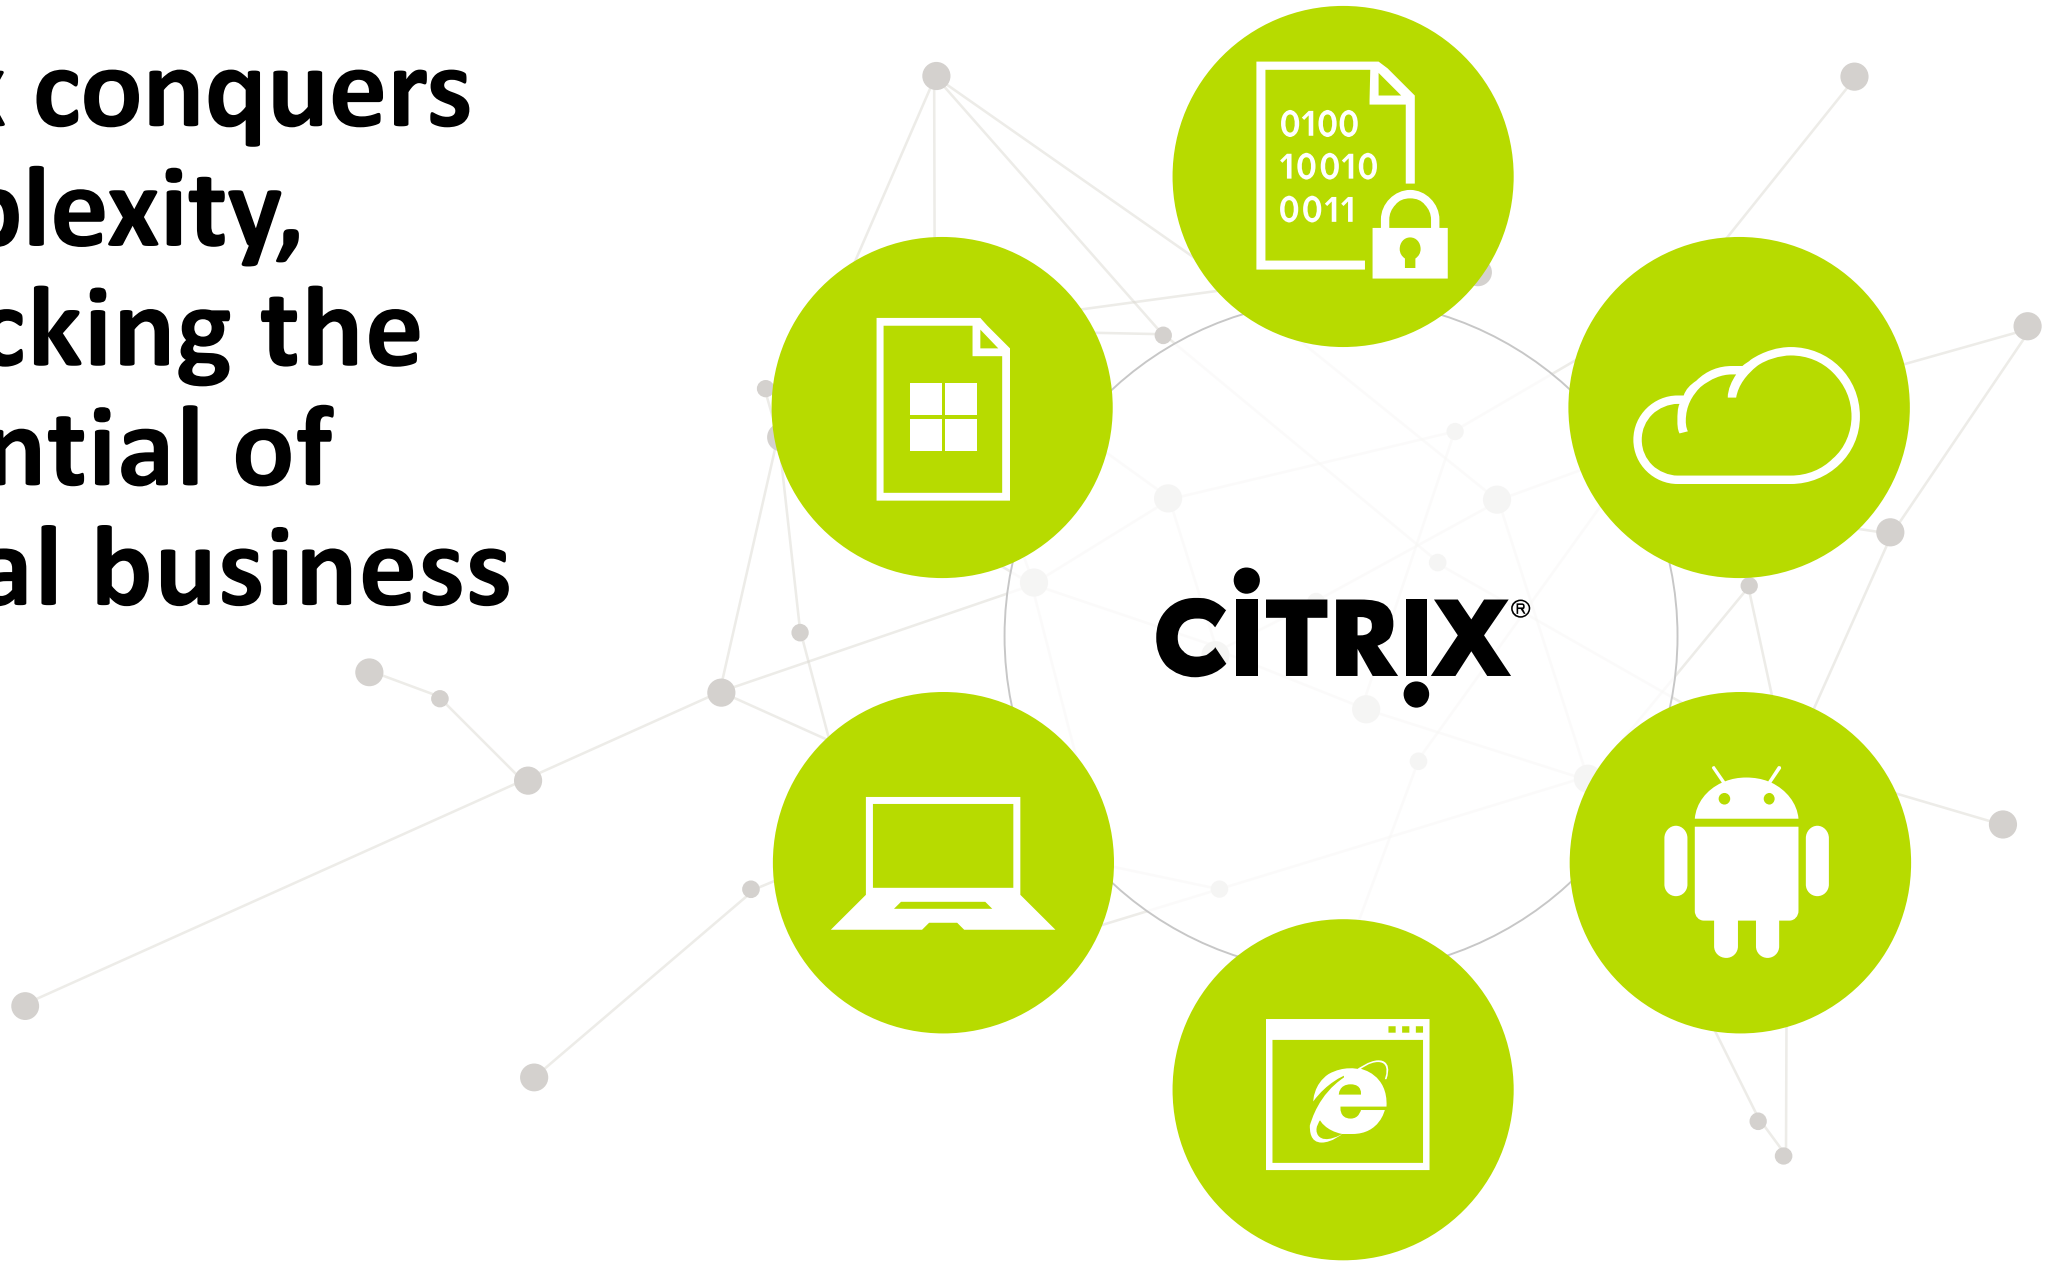 conquers
plexity,
cking the
ntial of
al business
0100
10010
0011
CITRIX®
e